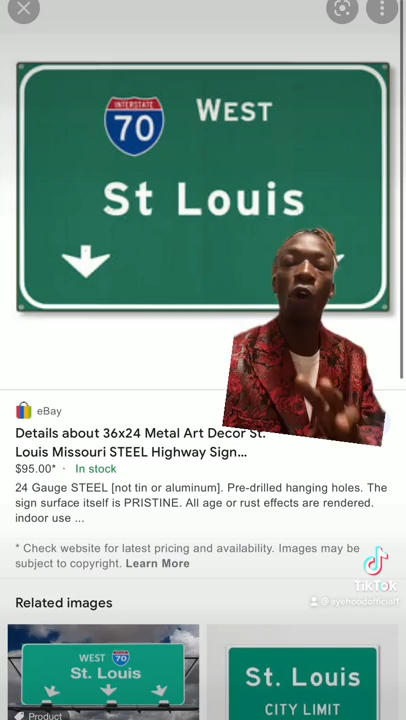 INTERSTATE
70
WEST
St Louis
eBay
Details about 36x24 Metal Art Decor St.
Louis Missouri STEEL Highway Sign...
$95.00* · In stock
24 Gauge STEEL [not tin or aluminum]. Pre-drilled hanging holes. The
sign surface itself is PRISTINE. All age or rust effects are rendered.
indoor use ...
* Check website for latest pricing and availability. Images may be
subject to copyright. Learn More
TikTok
@ayehoodofficialrt
Related images
WEST 70
St. Louis
Product
St. Louis
CITY LIMIT